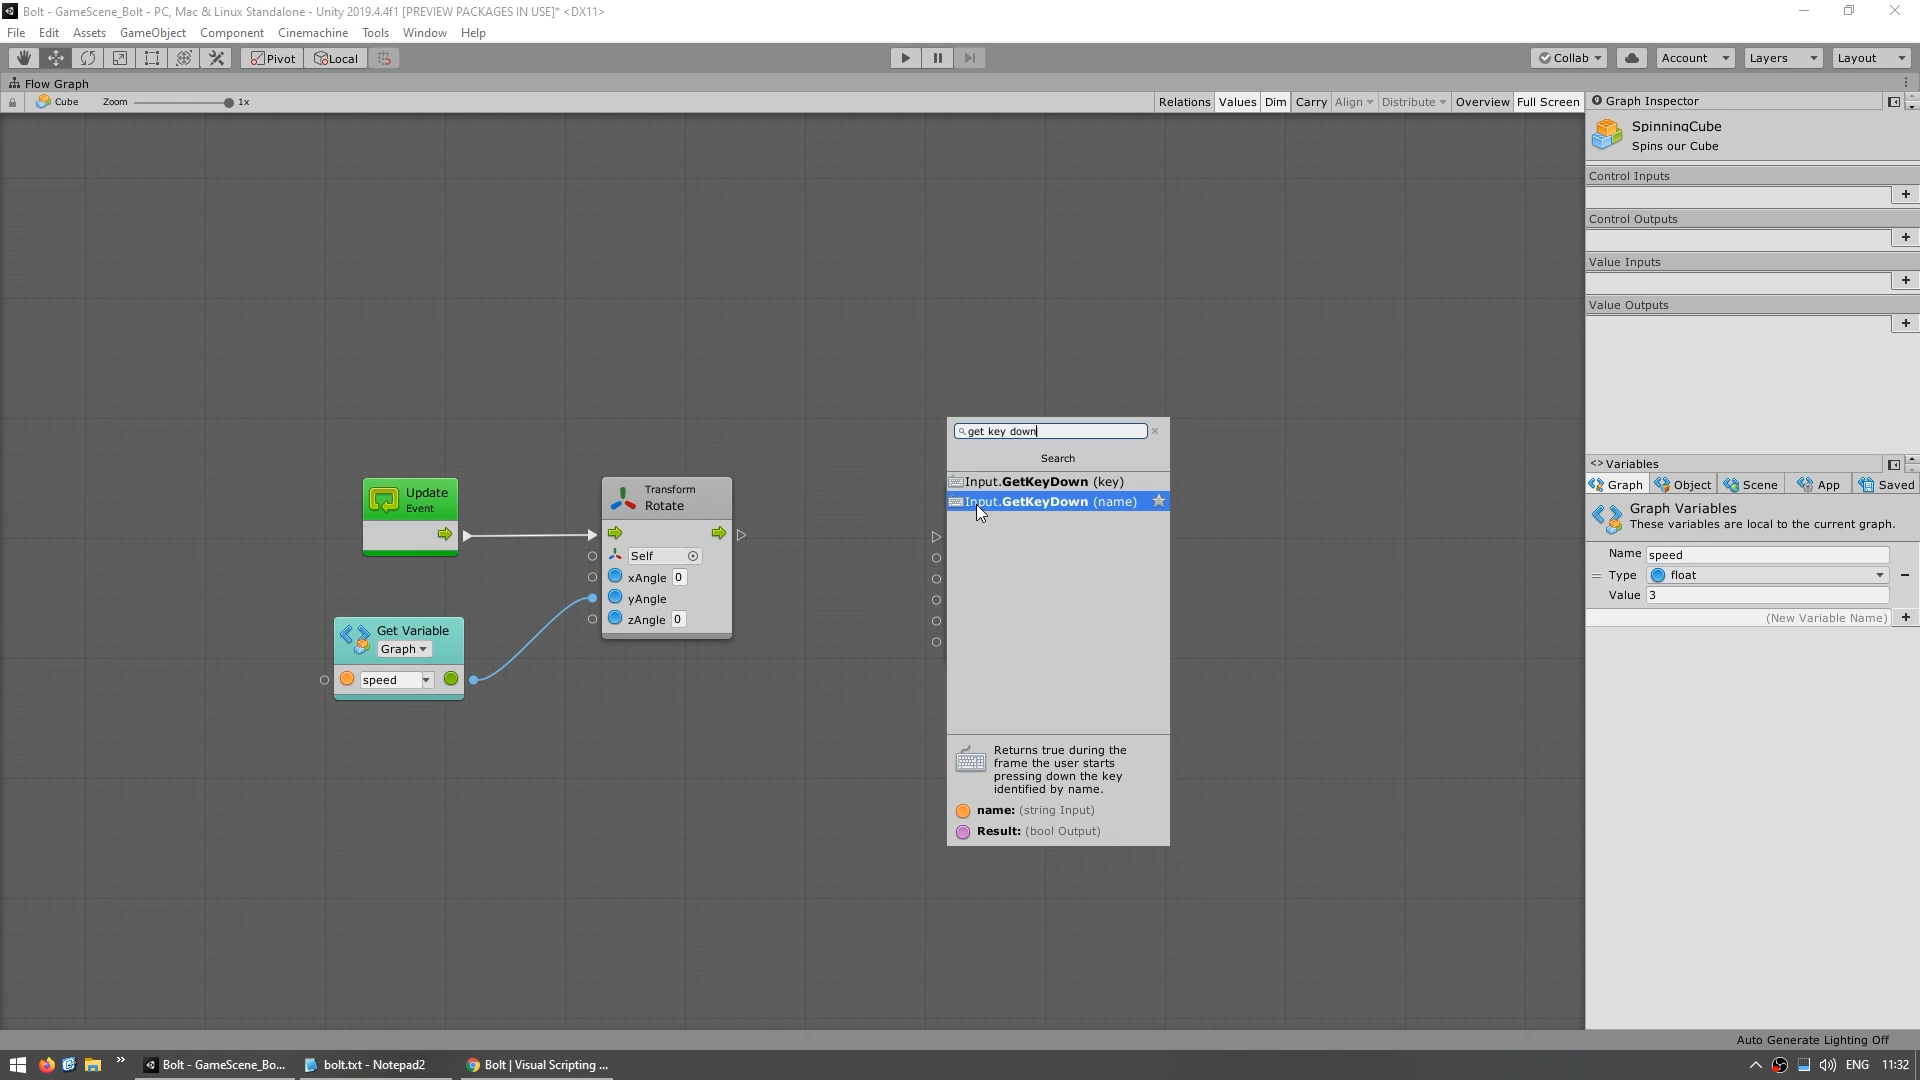 Bolt - GameScene_Bolt - PC, Mac & Linux Standalone - Unity 2019.4.4f1 [PREVIEW PACKAGES IN USE]* <DX11>
File Edit Assets GameObject Component Cinemachine Tools Window Help
Pivot Local Collab Account Layers Layout
Flow Graph
Cube Zoom 1x Relations Values Dim Carry Align Distribute Overview Full Screen
Graph Inspector
SpinningCube
Spins our Cube
Control Inputs
Control Outputs
Value Inputs
Value Outputs
Update
Event
Transform
Rotate
Self
xAngle 0
yAngle
zAngle 0
Get Variable
Graph
speed
get key down
Search
Input.GetKeyDown (key)
Input.GetKeyDown (name)
Returns true during the
frame the user starts
pressing down the key
identified by name.
name: (string Input)
Result: (bool Output)
<> Variables
Graph Object Scene App Saved
Graph Variables
These variables are local to the current graph.
Name speed
Type float
Value 3
(New Variable Name)
Auto Generate Lighting Off
Bolt - GameScene_Bo... bolt.txt - Notepad2 Bolt | Visual Scripting ... ENG 11:32